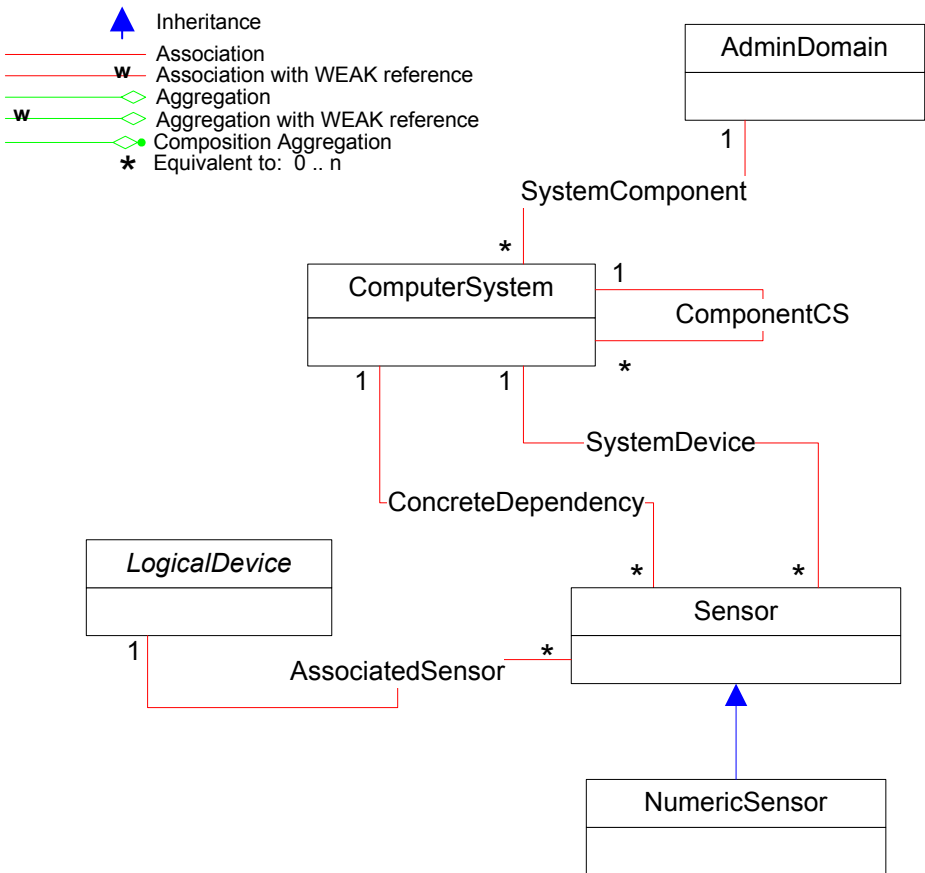 Inheritance
Association
w
Association with WEAK reference
Aggregation
w
Aggregation with WEAK reference
Composition Aggregation
* Equivalent to: 0 .. n
AdminDomain
1
SystemComponent
*
ComputerSystem
1
ComponentCS
*
1
1
SystemDevice
ConcreteDependency
LogicalDevice
*
*
Sensor
1
*
AssociatedSensor
NumericSensor